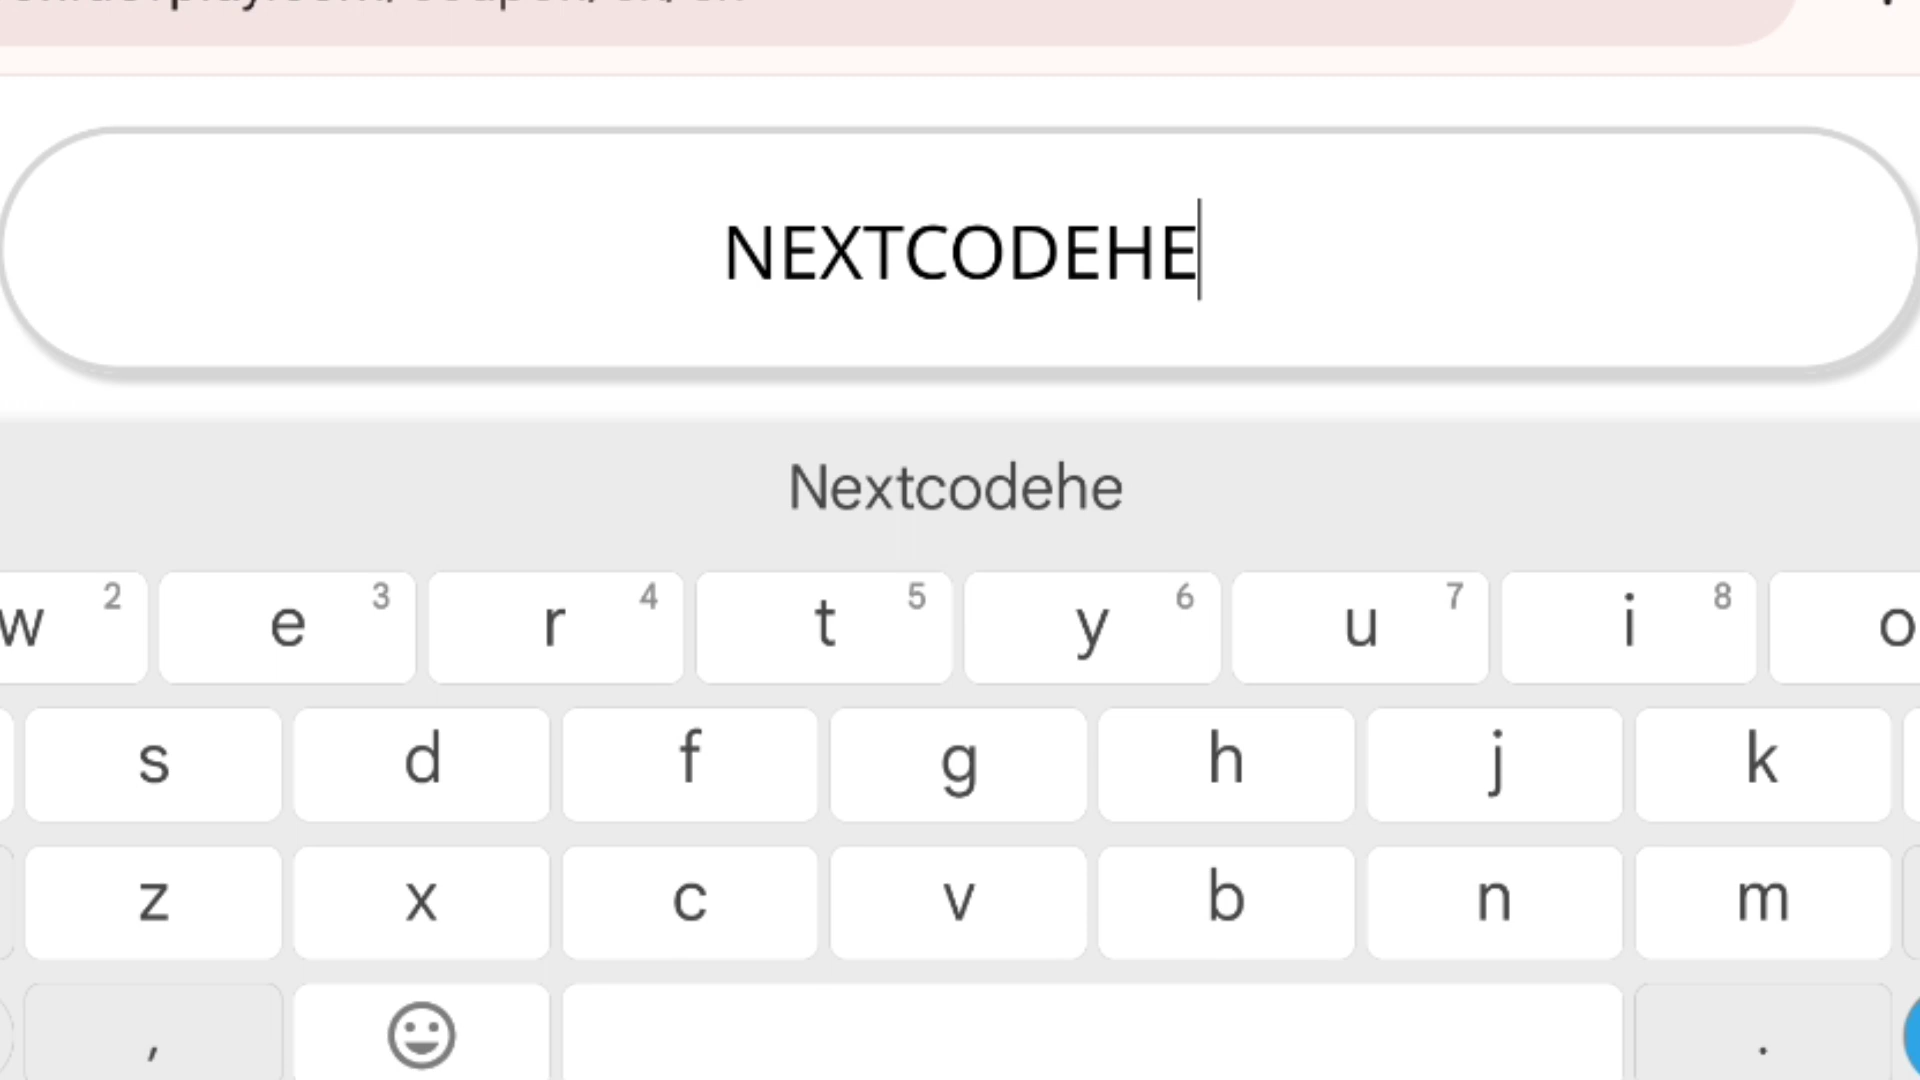 NEXTCODEHE
Nextcodehe
w 2 e 3 r 4 t 5 y 6 u 7 i 8 o
s d f g h j k
z x c v b n m
, .